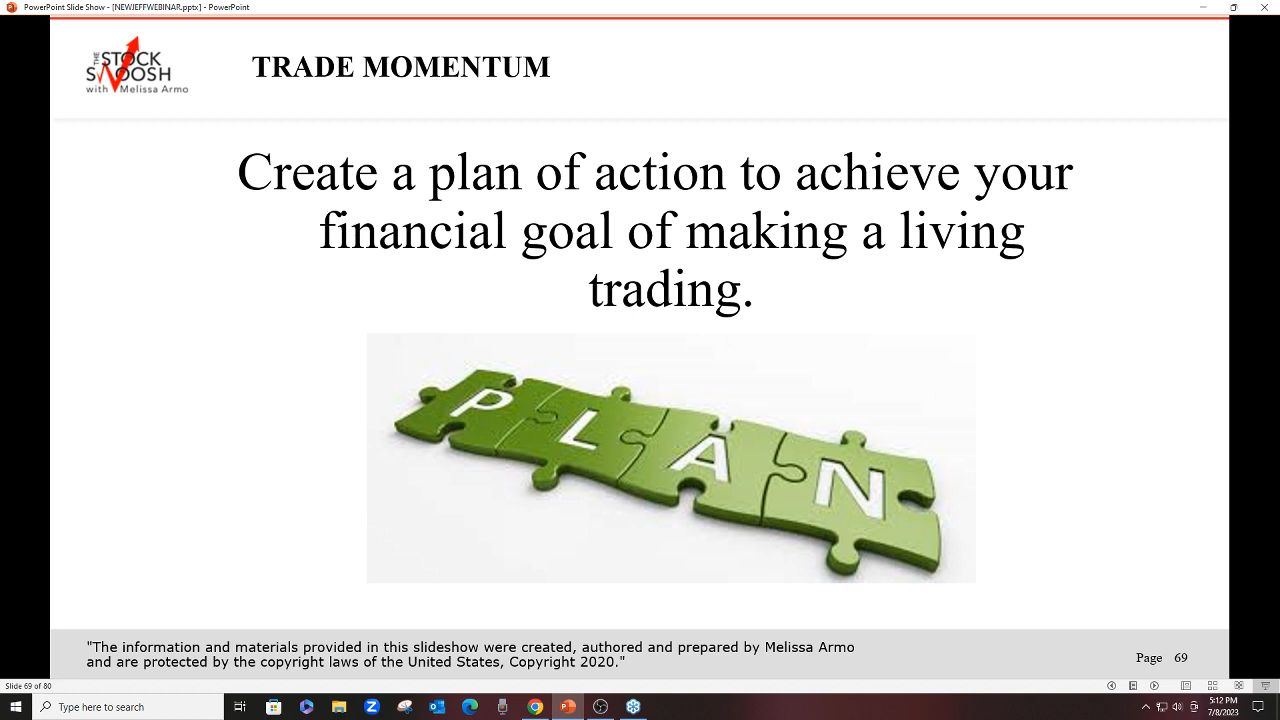 PowerPoint Slide Show - [NEWJEFFWEBINAR.pptx] - PowerPoint
THE STOCK
SWOOSH
with Melissa Armo
TRADE MOMENTUM
Create a plan of action to achieve your
financial goal of making a living
trading.
PLAN
"The information and materials provided in this slideshow were created, authored and prepared by Melissa Armo
and are protected by the copyright laws of the United States, Copyright 2020."
Page 69
Slide 69 of 80
Type here to search
5:12 PM
7/8/2023